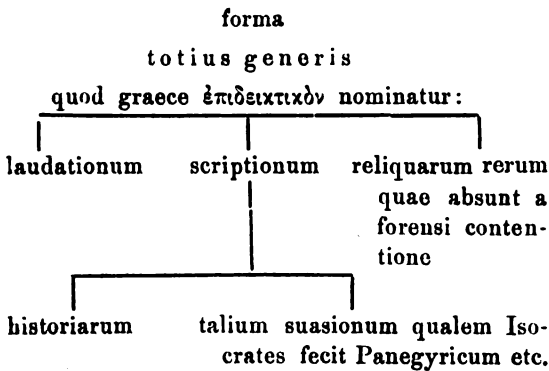 forma
totius generis
quod graece ἐπιδεικτικὸν nominatur:
laudationum scriptionum reliquarum rerum
quae absunt a
forensi conten-
tione
historiarum talium suasionum qualem Iso-
crates fecit Panegyricum etc.